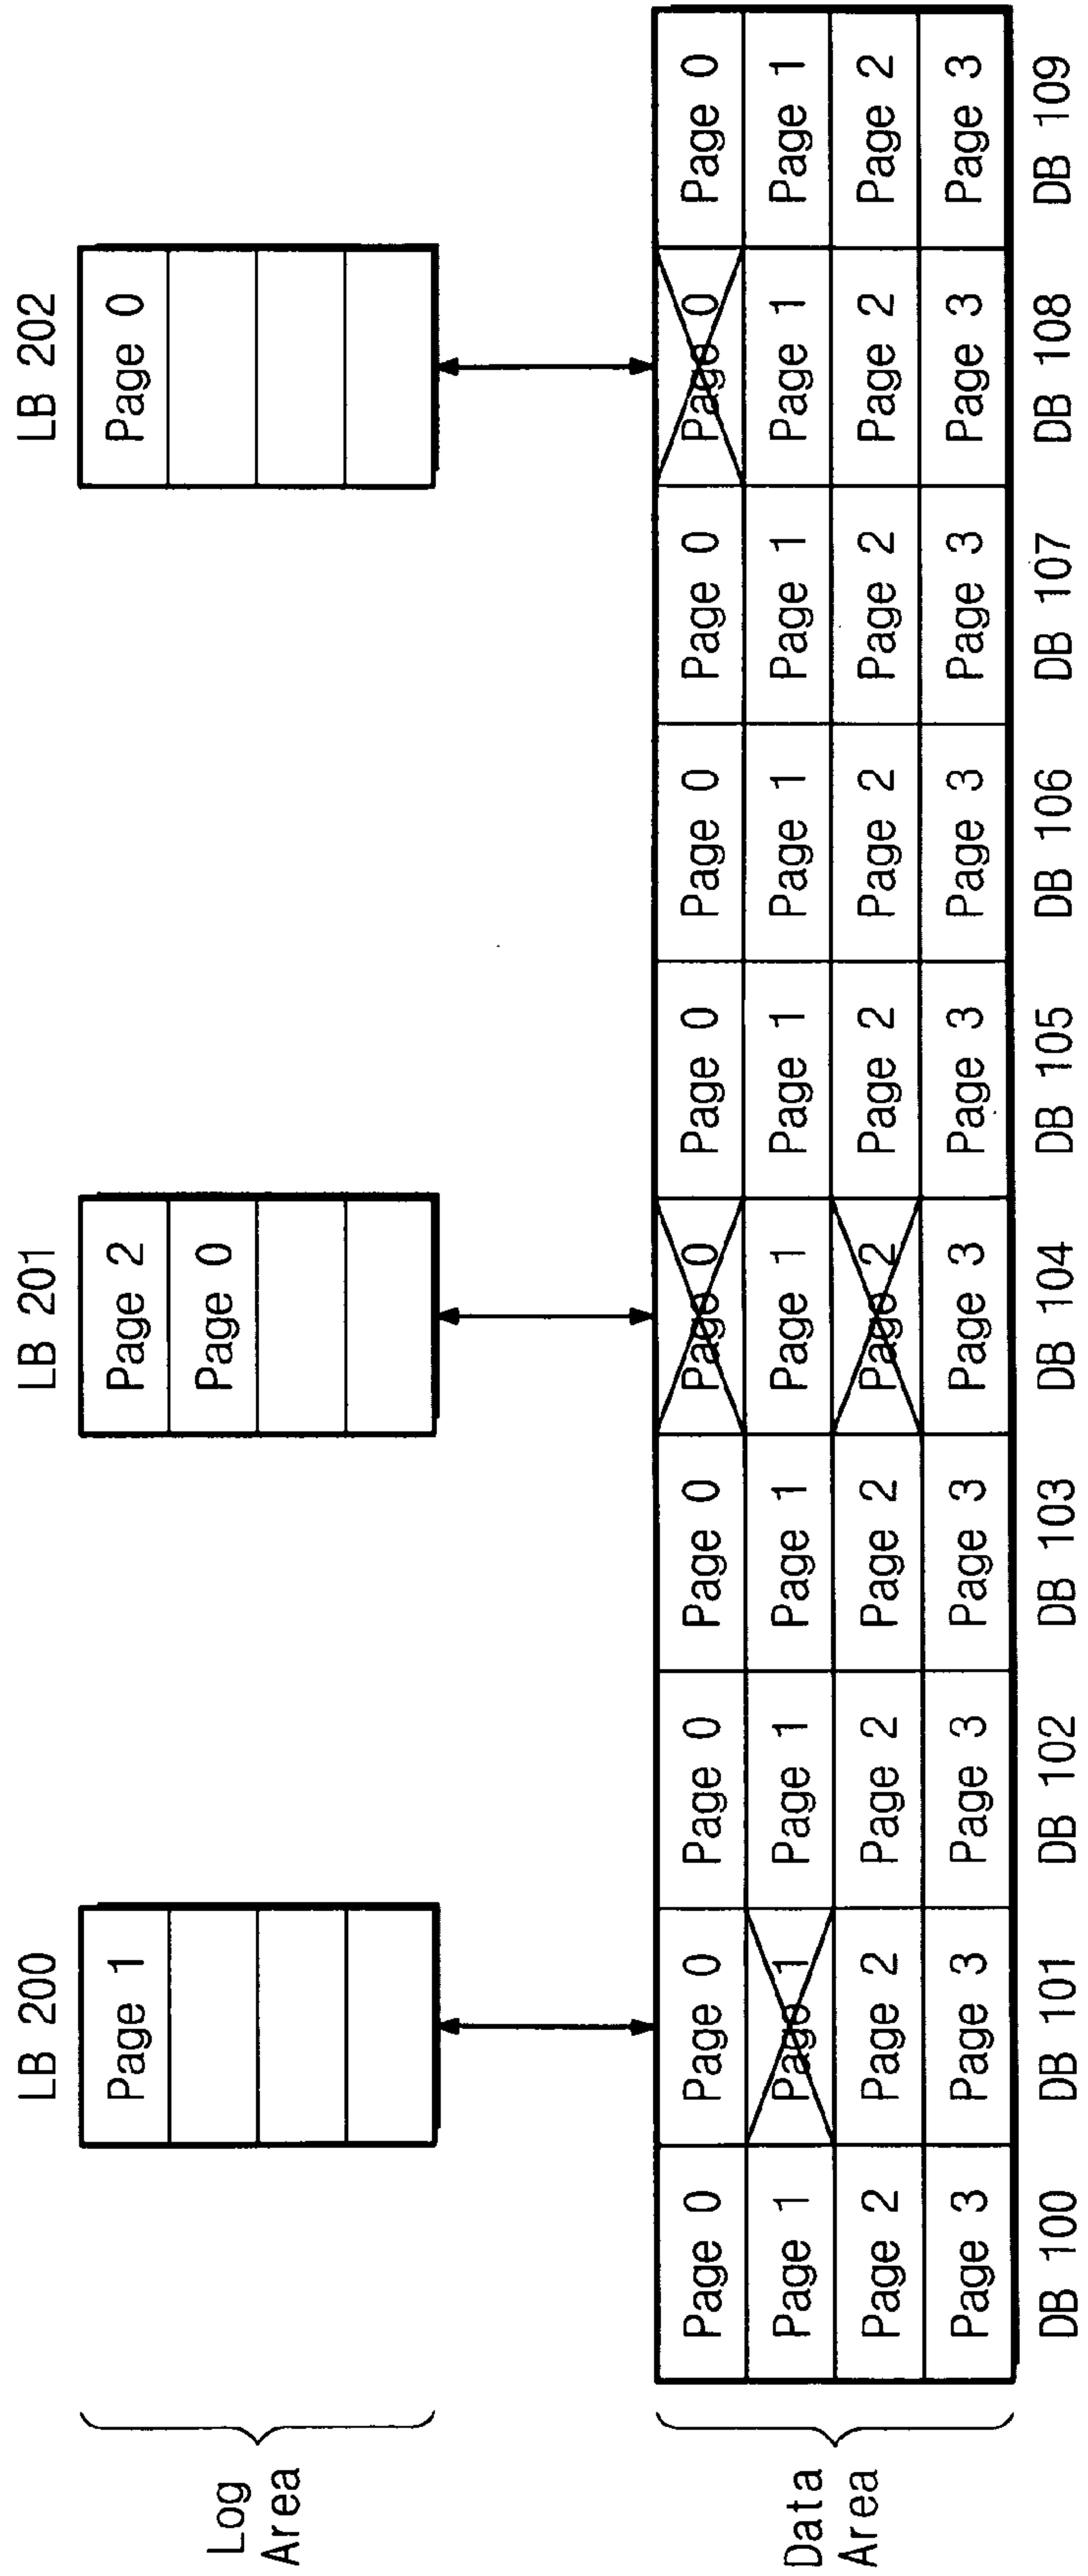 LB 200
LB 201
LB 202
Log
Area
Page 1
Page 2
Page 0
Page 0
Data
Area
Page 0 Page 0 Page 0 Page 0 Page 0 Page 0 Page 0 Page 0 Page 0 Page 0
Page 1 Page 1 Page 1 Page 1 Page 1 Page 1 Page 1 Page 1 Page 1 Page 1
Page 2 Page 2 Page 2 Page 2 Page 2 Page 2 Page 2 Page 2 Page 2 Page 2
Page 3 Page 3 Page 3 Page 3 Page 3 Page 3 Page 3 Page 3 Page 3 Page 3
DB 100 DB 101 DB 102 DB 103 DB 104 DB 105 DB 106 DB 107 DB 108 DB 109